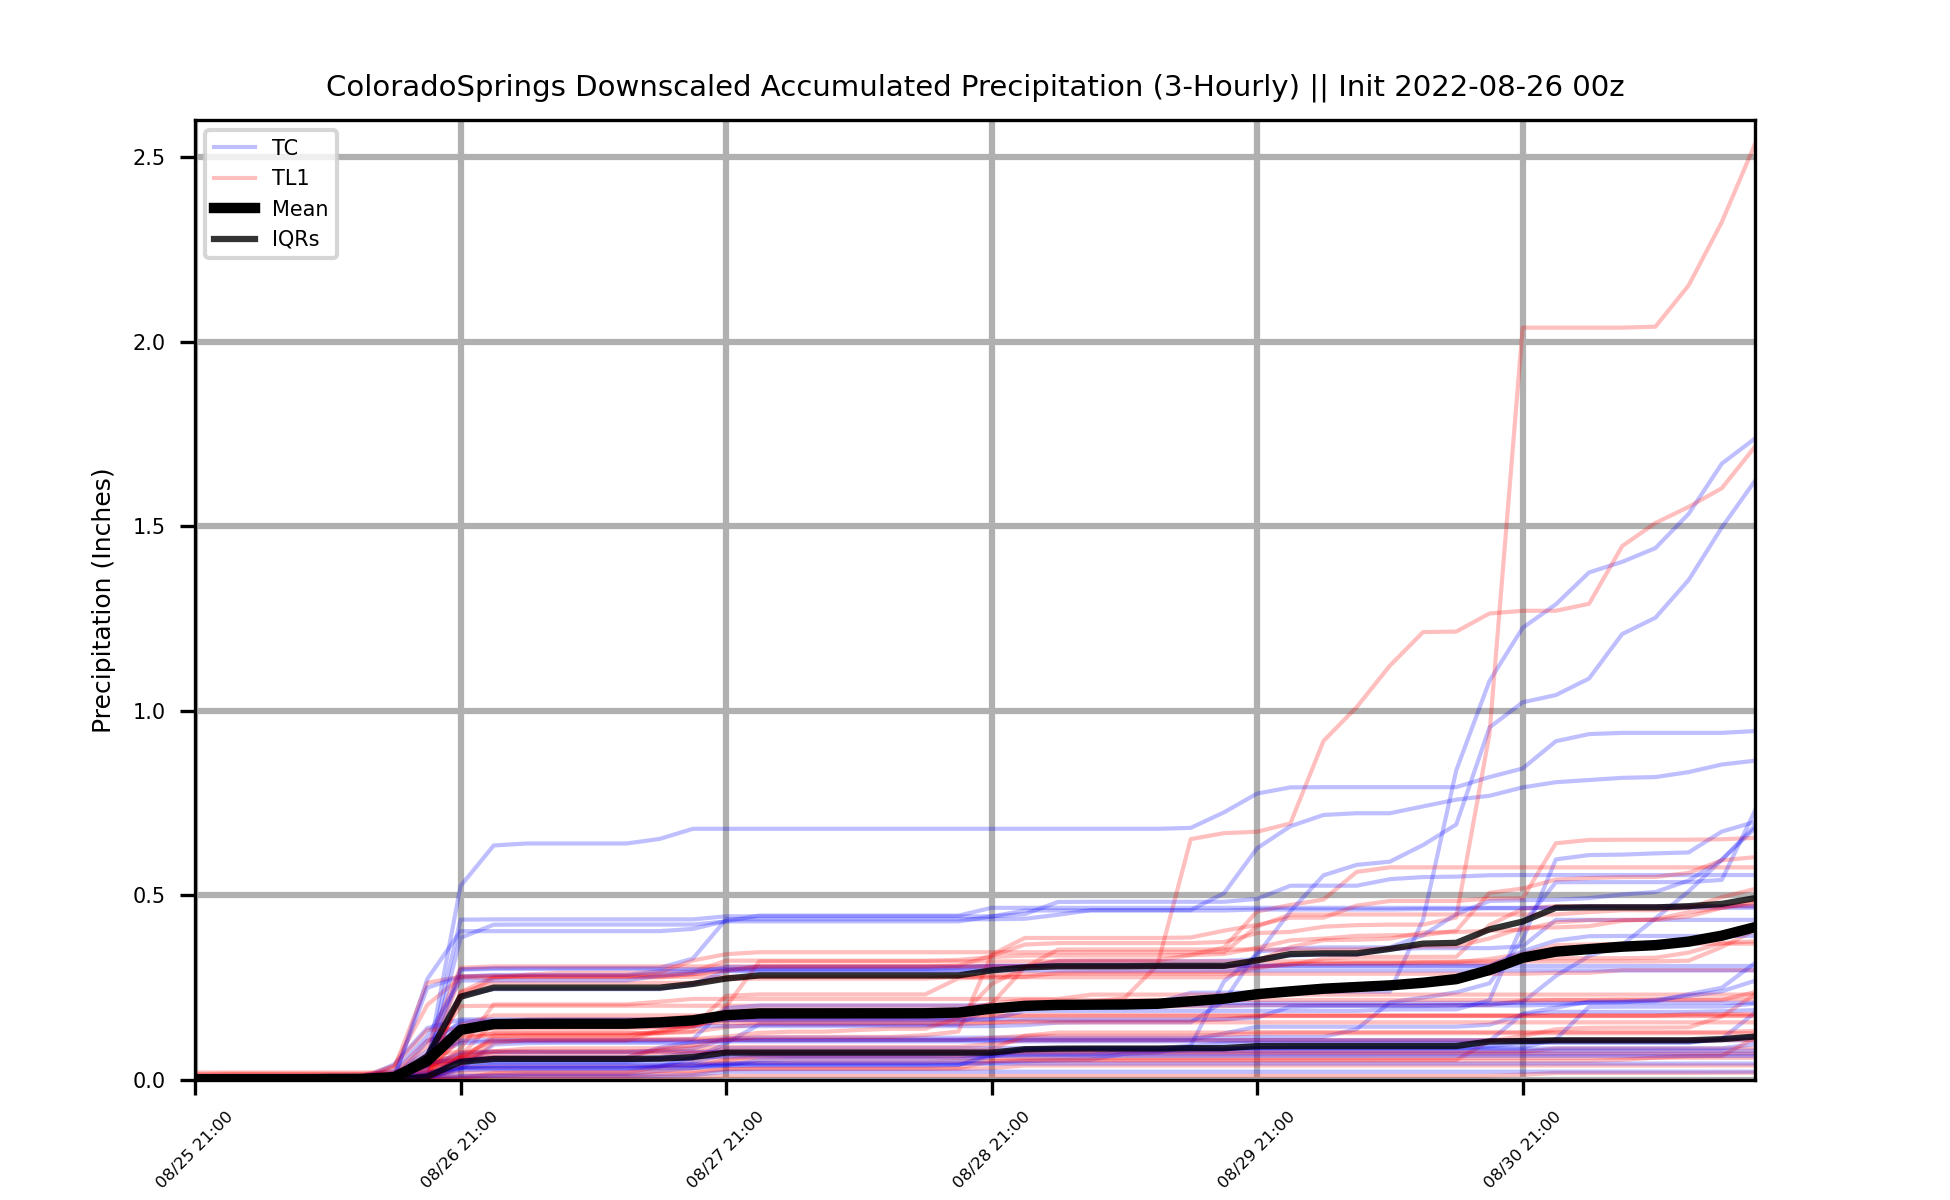 ColoradoSprings Downscaled Accumulated Precipitation (3-Hourly) || Init 2022-08-26 00z
TC
TL1
Mean
IQRs
Precipitation (Inches)
2.5
2.0
1.5
1.0
0.5
0.0
08/25 21:00
08/26 21:00
08/27 21:00
08/28 21:00
08/29 21:00
08/30 21:00